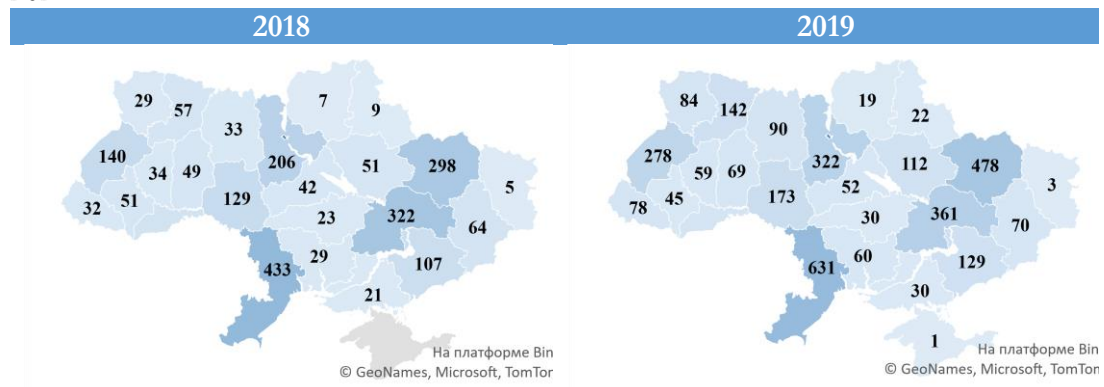 2018 2019
29 57 33 7 9
140 34 49 206 51 298 5
32 51 129 42 322 64
23
29 107
433 21
На платформе Bin
© GeoNames, Microsoft, TomTor
84 142 90 19 22
278 59 69 322 112 478 3
78 45 173 52 361 70
30
60 129
631 30
1
На платформе Bin
© GeoNames, Microsoft, TomTom